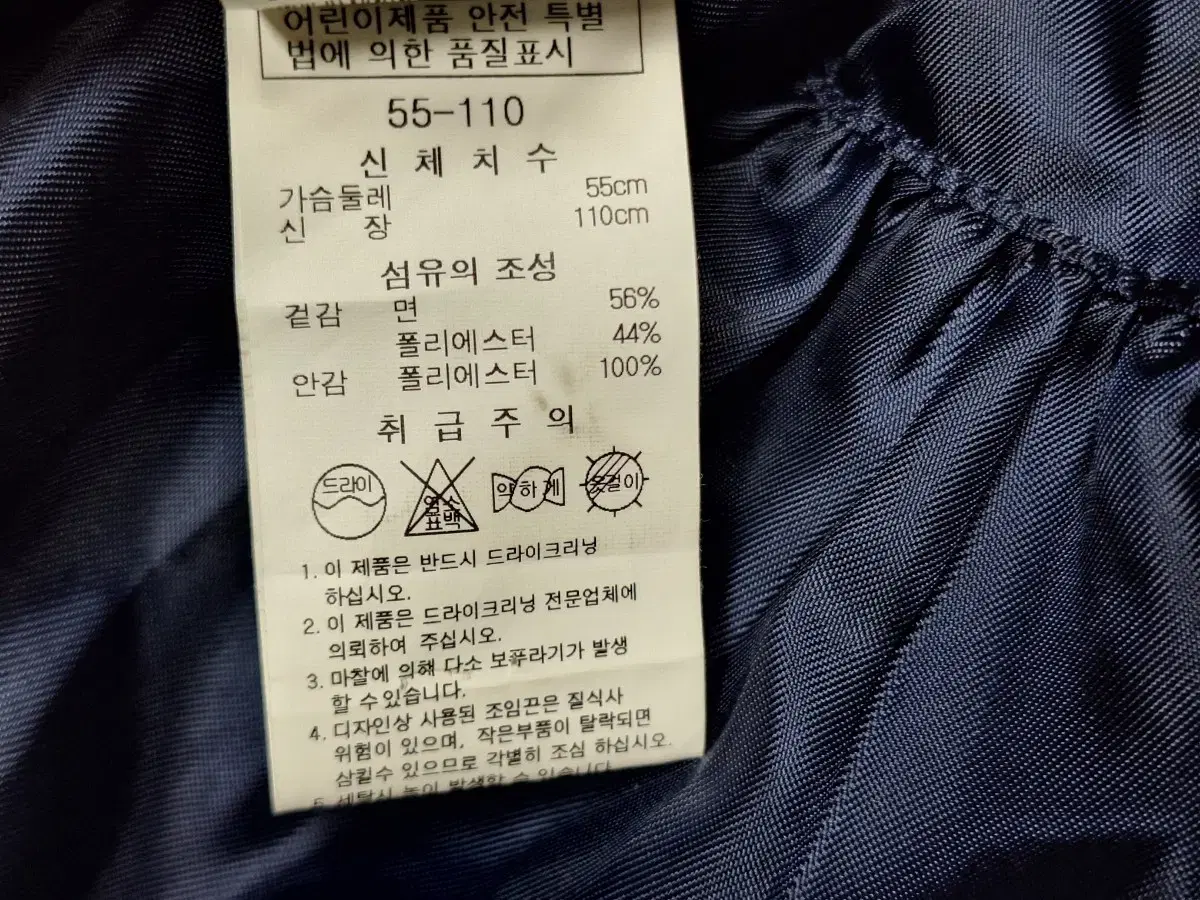 어린이제품 안전 특별
법에 의한 품질표시
55-110
신 체 치 수
가슴둘레 55cm
신 장 110cm
섬유의 조성
겉감 면 56%
폴리에스터 44%
안감 폴리에스터 100%
취 급 주 의
드라이 염소 약하게 옷걸이
표백
1. 이 제품은 반드시 드라이크리닝
하십시오.
2. 이 제품은 드라이크리닝 전문업체에
의뢰하여 주십시오.
3. 마찰에 의해 다소 보푸라기가 발생
할 수 있습니다.
4. 디자인상 사용된 조임끈은 질식사
위험이 있으며, 작은부품이 탈락되면
삼킬수 있으므로 각별히 조심 하십시오.
5. 세탁시